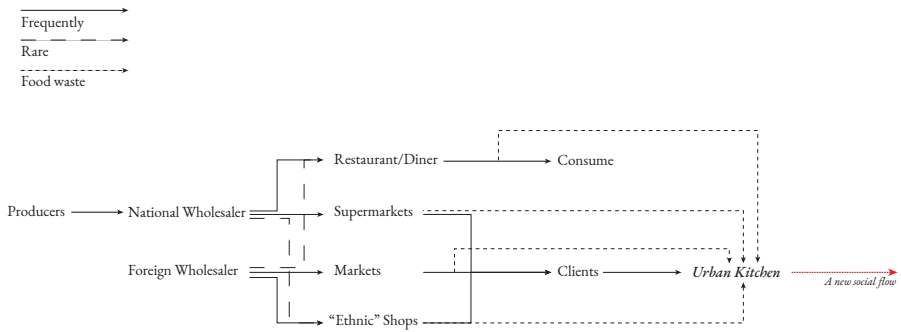 Frequently
Rare
Food waste
Restaurant/Diner
Consume
Producers
National Wholesaler
Supermarkets
Foreign Wholesaler
Markets
Clients
Urban Kitchen
A new social flow
“Ethnic” Shops